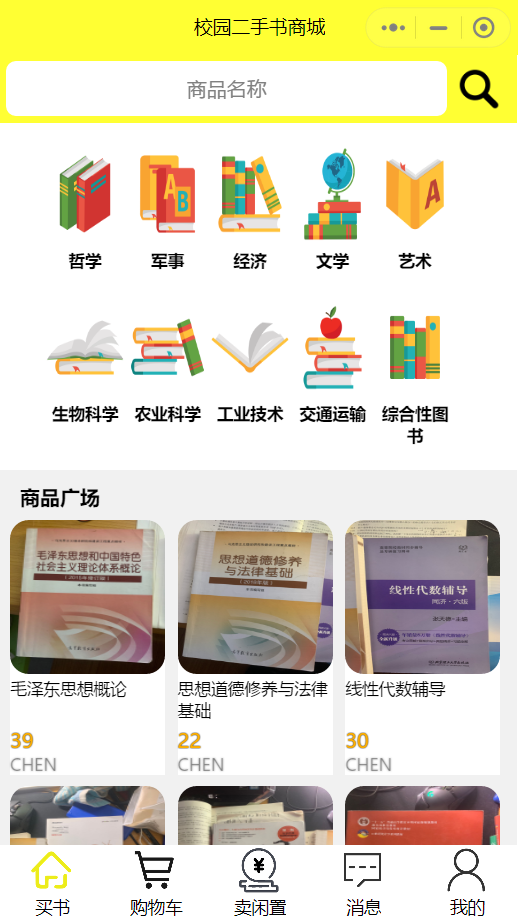 校园二手书商城
商品名称
哲学
军事
经济
文学
艺术
生物科学
农业科学
工业技术
交通运输
综合性图
书
商品广场
毛泽东思想和中国特色
社会主义理论体系概论
思想道德修养
与法律基础
线性代数辅导
同济·六版
毛泽东思想概论
39
CHEN
思想道德修养与法律
基础
22
CHEN
线性代数辅导
30
CHEN
买书
购物车
卖闲置
消息
我的